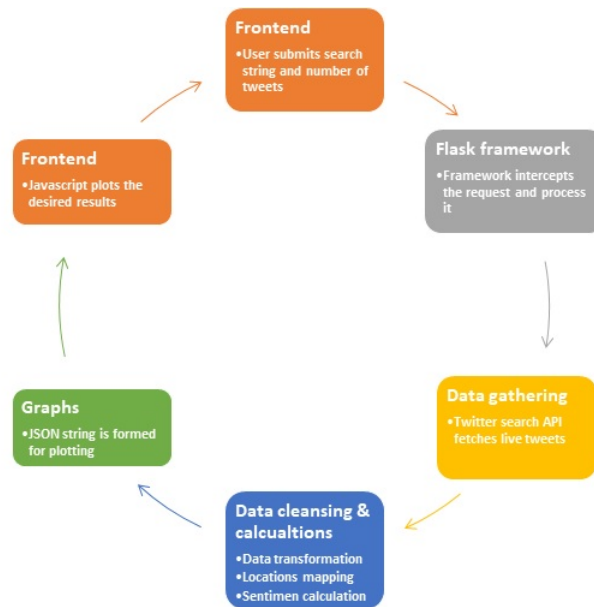 Frontend
•User submits search
string and number of
tweets
Flask framework
•Framework intercepts
the request and process
it
Data gathering
•Twitter search API
fetches live tweets
Data cleansing &
calcualtions
•Data transformation
•Locations mapping
•Sentimen calculation
Graphs
•JSON string is formed
for plotting
Frontend
•Javascript plots the
desired results